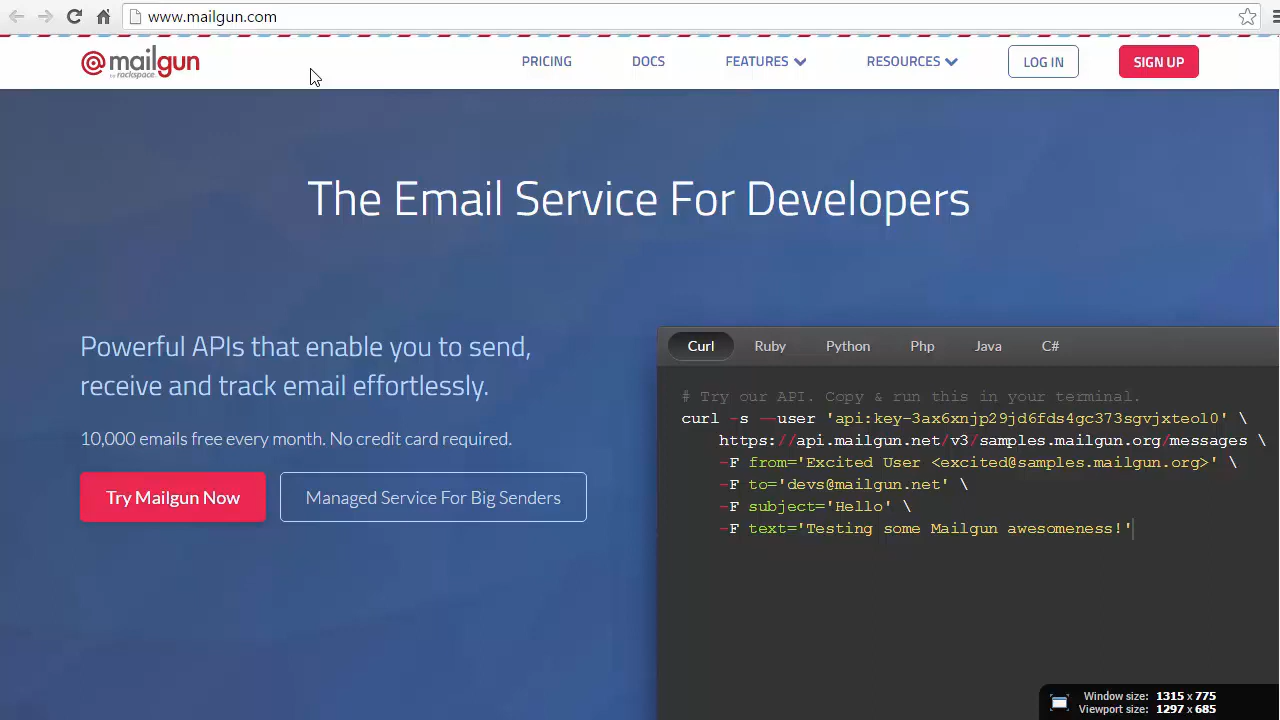 www.mailgun.com
@mailgun
by rackspace
PRICING
DOCS
FEATURES
RESOURCES
LOG IN
SIGN UP
The Email Service For Developers
Powerful APIs that enable you to send,
receive and track email effortlessly.
10,000 emails free every month. No credit card required.
Try Mailgun Now
Managed Service For Big Senders
Curl
Ruby
Python
Php
Java
C#
# Try our API. Copy & run this in your terminal.
curl -s --user 'api:key-3ax6xnjp29jd6fds4gc373sgvjxteol0' \
https://api.mailgun.net/v3/samples.mailgun.org/messages \
-F from='Excited User <excited@samples.mailgun.org>' \
-F to='devs@mailgun.net' \
-F subject='Hello' \
-F text='Testing some Mailgun awesomeness!'
Window size: 1315 x 775
Viewport size: 1297 x 685